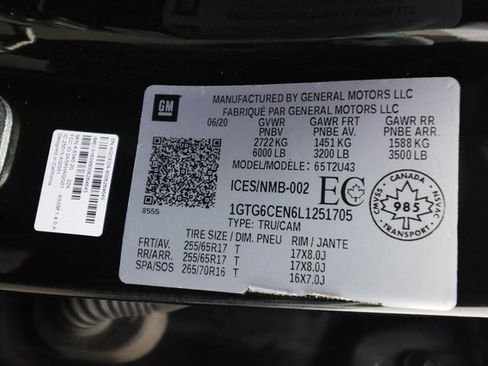 GM
MANUFACTURED BY GENERAL MOTORS LLC
FABRIQUÉ PAR GENERAL MOTORS LLC
06/20 GVWR GAWR FRT GAWR RR
PNBV PNBE AV. PNBE ARR.
2722 KG 1451 KG 1588 KG
6000 LB 3200 LB 3500 LB
MODEL/MODÈLE: 65T2U43
ICES/NMB-002 EC
8555
1GTG6CEN6L1251705
TYPE: TRU/CAM
TIRE SIZE / DIM. PNEU RIM / JANTE
FRT/AV. 255/65R17 T 17X8.0J
RR/ARR. 255/65R17 T 17X8.0J
SPA/SOS 265/70R16 T 16X7.0J
CMVSS
CANADA
985
NSVAC